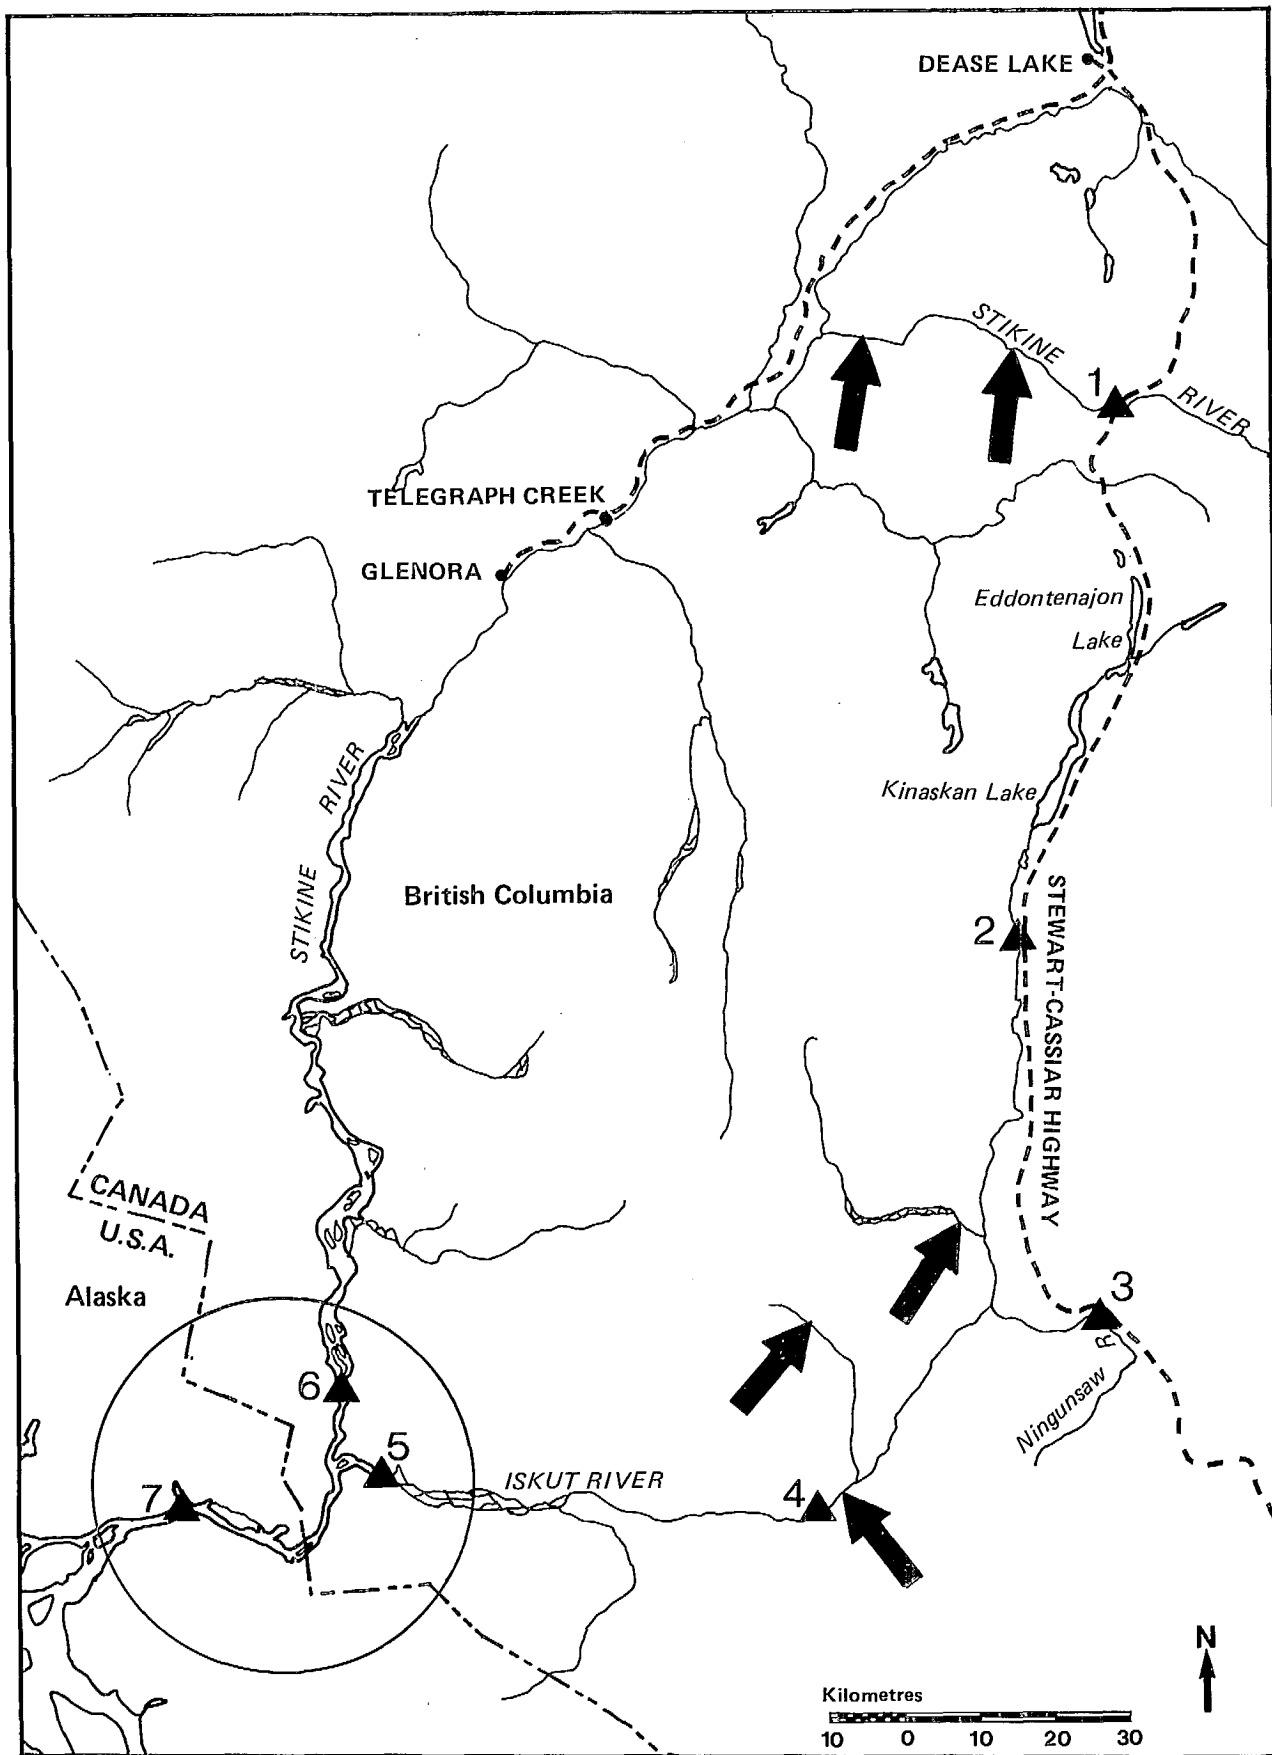 DEASE LAKE
STIKINE
RIVER
1
TELEGRAPH CREEK
GLENORA
Eddontenajon
Lake
RIVER
STIKINE
Kinaskan Lake
British Columbia
2
STEWART-CASSIAR HIGHWAY
CANADA
U.S.A.
Alaska
3
R
Ningunsaw
6
5
ISKUT RIVER
4
7
N
Kilometres
10 0 10 20 30